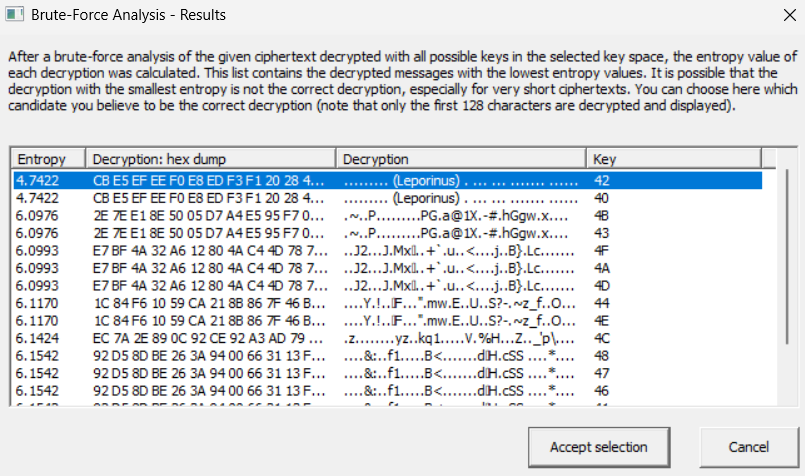 Brute-Force Analysis - Results
After a brute-force analysis of the given ciphertext decrypted with all possible keys in the selected key space, the entropy value of
each decryption was calculated. This list contains the decrypted messages with the lowest entropy values. It is possible that the
decryption with the smallest entropy is not the correct decryption, especially for very short ciphertexts. You can choose here which
candidate you believe to be the correct decryption (note that only the first 128 characters are decrypted and displayed).
Entropy Decryption: hex dump Decryption Key
4.7422 CB E5 EF EE F0 E8 ED F3 F1 20 28 4... ......... (Leporinus) . .... ... ....... ...... 42
4.7422 CB E5 EF EE F0 E8 ED F3 F1 20 28 4... ......... (Leporinus) . .... ... ....... ...... 40
6.0976 2E 7E E1 8E 50 05 D7 A4 E5 95 F7 0... .~..P.........PG.a@1X.-#.hGgw.x.... 4B
6.0976 2E 7E E1 8E 50 05 D7 A4 E5 95 F7 0... .~..P.........PG.a@1X.-#.hGgw.x.... 43
6.0993 E7 BF 4A 32 A6 12 80 4A C4 4D 78 7... ..J2...J.Mx..+`.u..<....j..B}.Lc....... 4F
6.0993 E7 BF 4A 32 A6 12 80 4A C4 4D 78 7... ..J2...J.Mx..+`.u..<....j..B}.Lc....... 4A
6.0993 E7 BF 4A 32 A6 12 80 4A C4 4D 78 7... ..J2...J.Mx..+`.u..<....j..B}.Lc....... 4D
6.1170 1C 84 F6 10 59 CA 21 8B 86 7F 46 B... ....Y.!..F...".mw.E..U..S?-.~z_f..O... 44
6.1170 1C 84 F6 10 59 CA 21 8B 86 7F 46 B... ....Y.!..F...".mw.E..U..S?-.~z_f..O... 4E
6.1424 EC 7A 2E 89 0C 92 CE 92 A3 AD 79 ... .z........yz..kq1.....V.%H...Z.._'p\.... 4C
6.1542 92 D5 8D BE 26 3A 94 00 66 31 13 F... ....&:..f1.....B<.......dH.cSS ....*.... 48
6.1542 92 D5 8D BE 26 3A 94 00 66 31 13 F... ....&:..f1.....B<.......dH.cSS ....*.... 47
6.1542 92 D5 8D BE 26 3A 94 00 66 31 13 F... ....&:..f1.....B<.......dH.cSS ....*.... 46
Accept selection Cancel